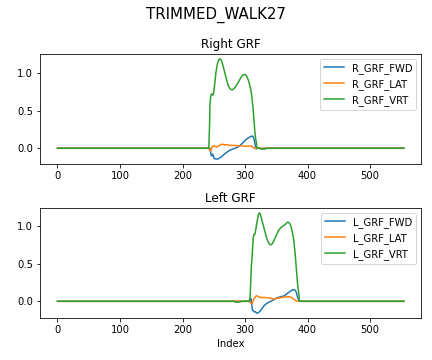 TRIMMED_WALK27
Right GRF
1.0
0.5
0.0
R_GRF_FWD
R_GRF_LAT
R_GRF_VRT
0 100 200 300 400 500
Left GRF
1.0
0.5
0.0
L_GRF_FWD
L_GRF_LAT
L_GRF_VRT
0 100 200 300 400 500
Index